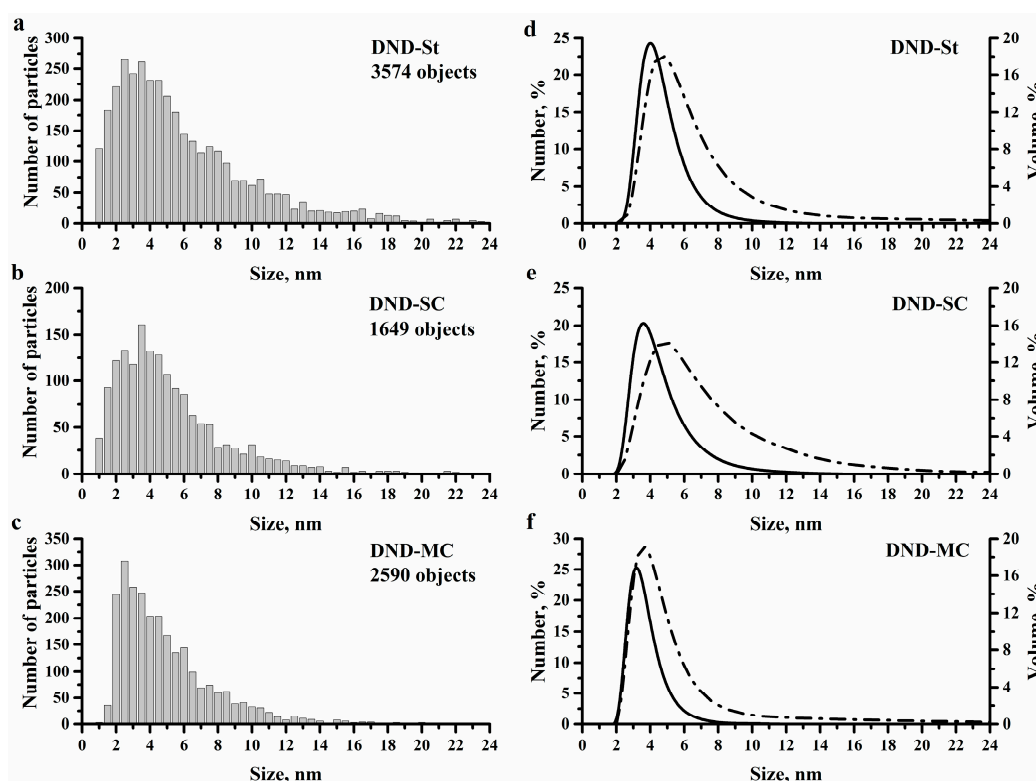 a
DND-St
3574 objects
Number of particles
300
250
200
150
100
50
0
0 2 4 6 8 10 12 14 16 18 20 22 24
Size, nm
b
DND-SC
1649 objects
Number of particles
200
150
100
50
0
0 2 4 6 8 10 12 14 16 18 20 22 24
Size, nm
c
DND-MC
2590 objects
Number of particles
350
300
250
200
150
100
50
0
0 2 4 6 8 10 12 14 16 18 20 22 24
Size, nm
d
DND-St
Number, %
25
20
15
10
5
0
Volume, %
20
16
12
8
4
0
0 2 4 6 8 10 12 14 16 18 20 22 24
Size, nm
e
DND-SC
Number, %
25
20
15
10
5
0
Volume, %
20
16
12
8
4
0
0 2 4 6 8 10 12 14 16 18 20 22 24
Size, nm
f
DND-MC
Number, %
30
25
20
15
10
5
0
Volume, %
20
16
12
8
4
0
0 2 4 6 8 10 12 14 16 18 20 22 24
Size, nm